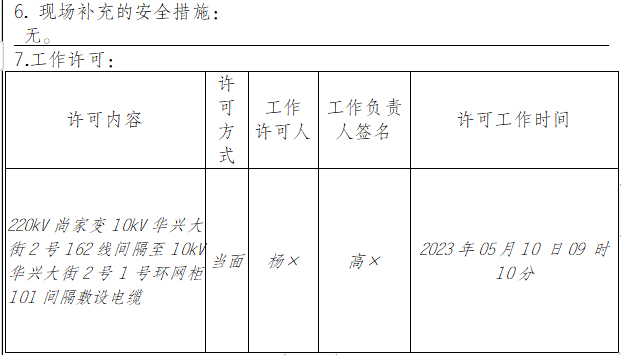 6. 现场补充的安全措施：
无。
7.工作许可：
许可内容
许
可
方
式
工作
许可人
工作负责
人签名
许可工作时间
220kV 尚家变 10kV 华兴大
街 2 号 162 线间隔至 10kV
华兴大街 2 号 1 号环网柜
101 间隔敷设电缆
当面
杨×
高×
2023 年 05 月 10 日 09 时
10 分